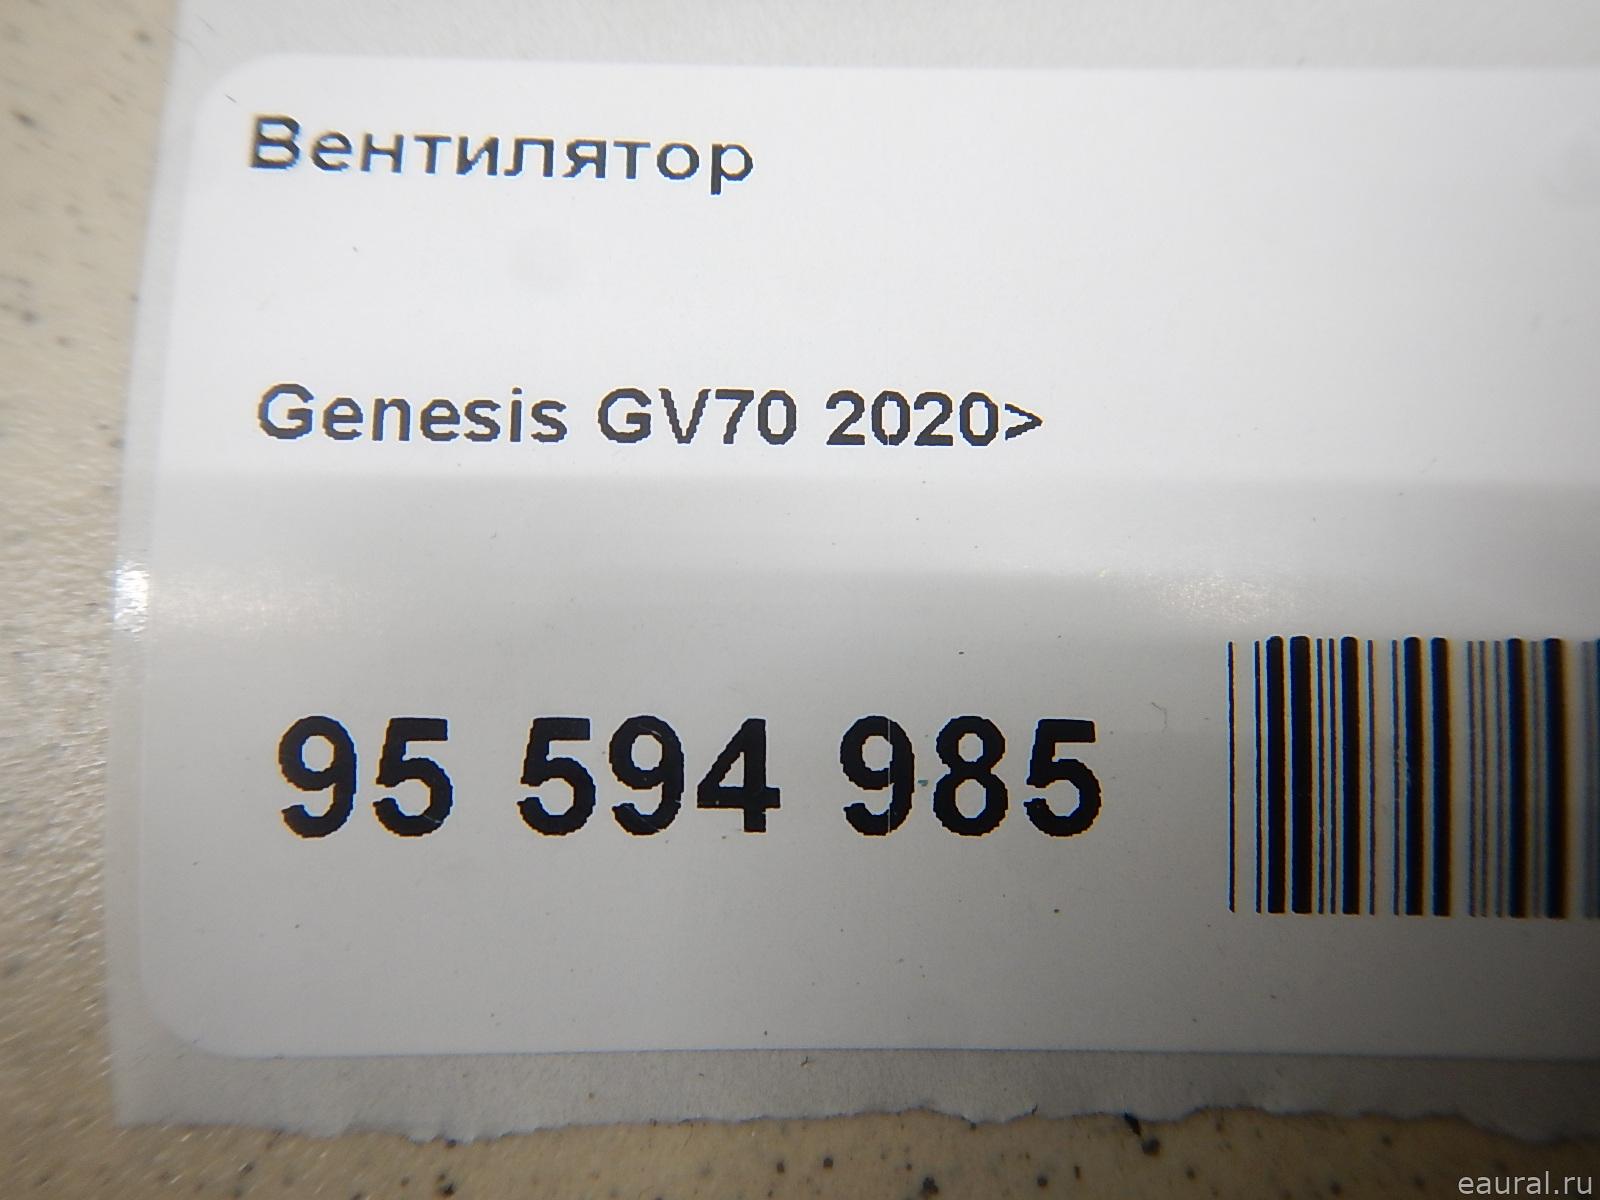 Вентилятор
Genesis GV70 2020>
95 594 985
eaural.ru